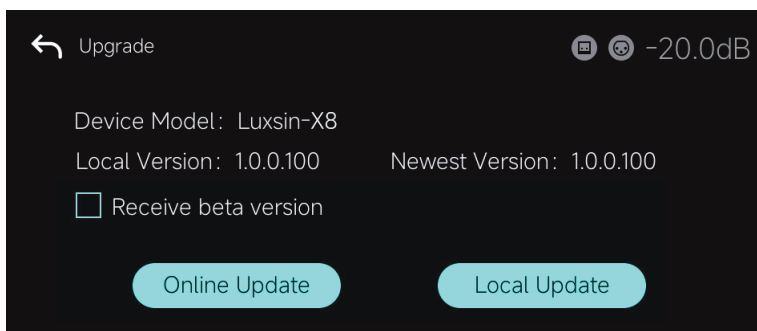 Upgrade -20.0dB
Device Model: Luxsin-X8
Local Version: 1.0.0.100 Newest Version: 1.0.0.100
Receive beta version
Online Update Local Update